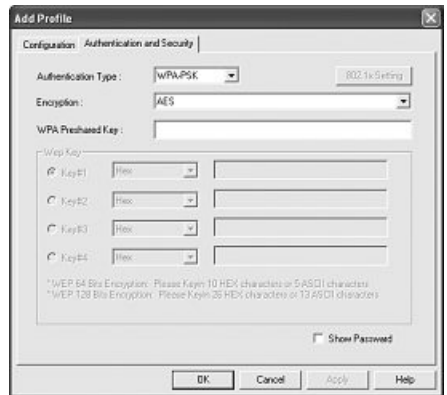 Add Profile
Configuration Authentication and Security
Authentication Type : WPA-PSK 802.1x Setting
Encryption : AES
WPA Preshared Key :
Wep Key
Key#1 Hex
Key#2 Hex
Key#3 Hex
Key#4 Hex
*WEP 64 Bits Encryption: Please Keyin 10 HEX characters or 5 ASCII characters
*WEP 128 Bits Encryption: Please Keyin 26 HEX characters or 13 ASCII characters
Show Password
OK Cancel Apply Help